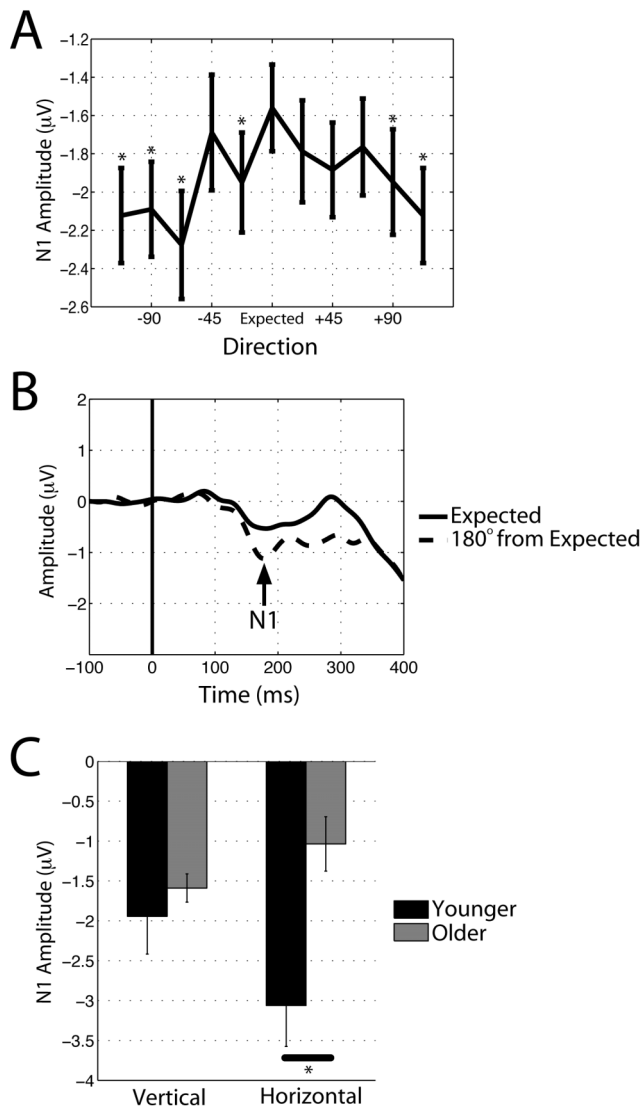 A
−1.2
−1.4
−1.6
−1.8
−2
−2.2
−2.4
−2.6
N1 Amplitude (μV)
* * * * * *
-90 -45 Expected +45 +90
Direction
B
2
1
0
−1
−2
Amplitude (μV)
N1
Expected
180° from Expected
−100 0 100 200 300 400
Time (ms)
C
0
−0.5
−1
−1.5
−2
−2.5
−3
−3.5
−4
N1 Amplitude (μV)
Younger
Older
*
Vertical Horizontal